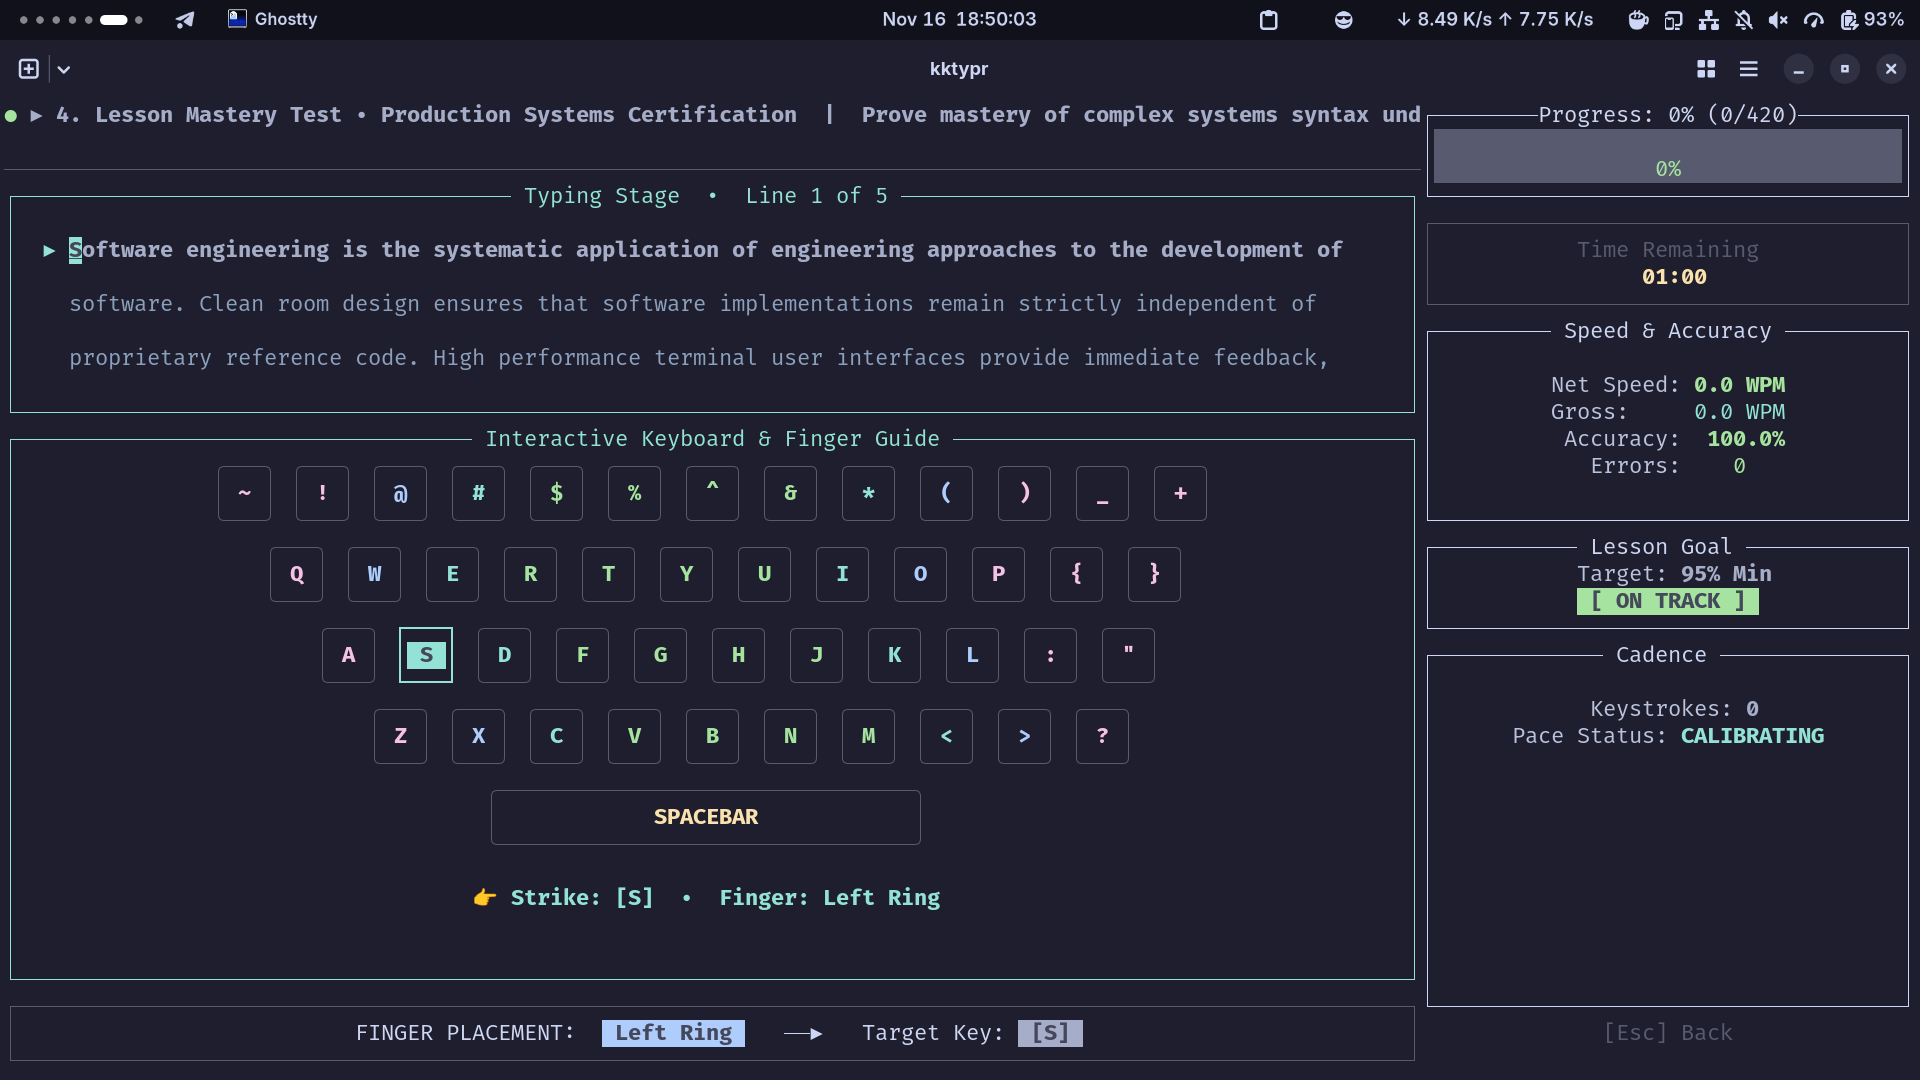 Ghostty
Nov 16 18:50:03
↓ 8.49 K/s ↑ 7.75 K/s
93%
kktypr
● ▶ 4. Lesson Mastery Test • Production Systems Certification | Prove mastery of complex systems syntax und
Typing Stage • Line 1 of 5
▶ Software engineering is the systematic application of engineering approaches to the development of
software. Clean room design ensures that software implementations remain strictly independent of
proprietary reference code. High performance terminal user interfaces provide immediate feedback,
Interactive Keyboard & Finger Guide
~ ! @ # $ % ^ & * ( ) _ +
Q W E R T Y U I O P { }
A S D F G H J K L : "
Z X C V B N M < > ?
SPACEBAR
👉 Strike: [S] • Finger: Left Ring
FINGER PLACEMENT: Left Ring ──▶ Target Key: [S]
Progress: 0% (0/420)
0%
Time Remaining
01:00
Speed & Accuracy
Net Speed: 0.0 WPM
Gross: 0.0 WPM
Accuracy: 100.0%
Errors: 0
Lesson Goal
Target: 95% Min
[ ON TRACK ]
Cadence
Keystrokes: 0
Pace Status: CALIBRATING
[Esc] Back